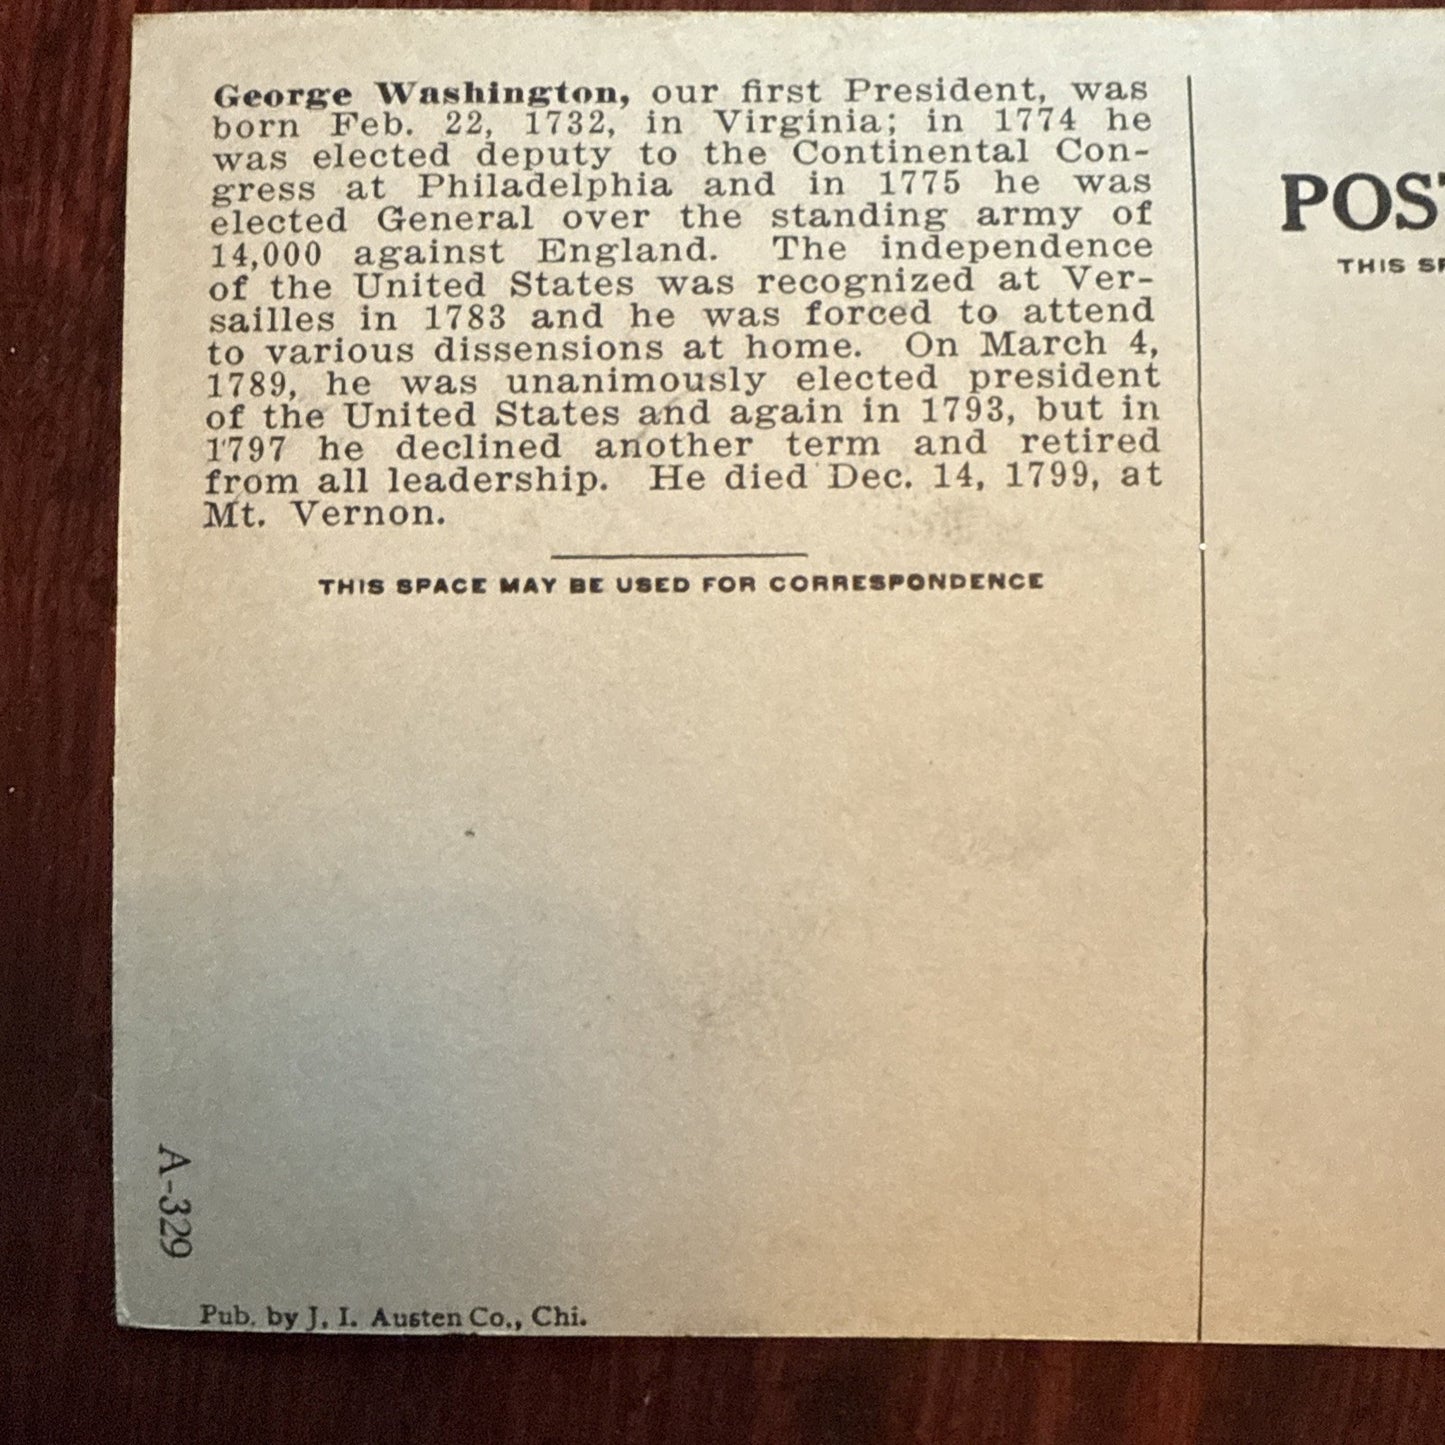 George Washington, our first President, was
born Feb. 22, 1732, in Virginia; in 1774 he
was elected deputy to the Continental Con-
gress at Philadelphia and in 1775 he was
elected General over the standing army of
14,000 against England. The independence
of the United States was recognized at Ver-
sailles in 1783 and he was forced to attend
to various dissensions at home. On March 4,
1789, he was unanimously elected president
of the United States and again in 1793, but in
1797 he declined another term and retired
from all leadership. He died Dec. 14, 1799, at
Mt. Vernon.
THIS SPACE MAY BE USED FOR CORRESPONDENCE
A-329
Pub. by J. I. Austen Co., Chi.
POS
THIS